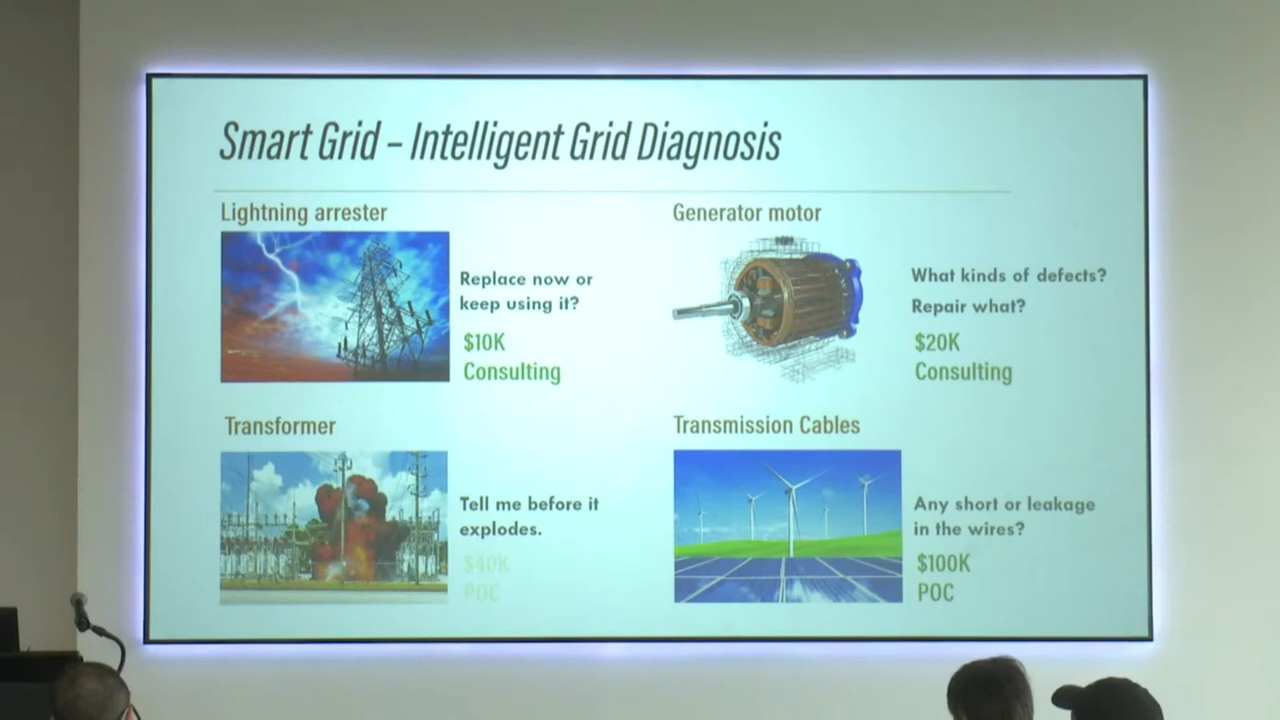 Smart Grid – Intelligent Grid Diagnosis
Lightning arrester
Replace now or
keep using it?
$10K
Consulting
Generator motor
What kinds of defects?
Repair what?
$20K
Consulting
Transformer
Tell me before it
explodes.
$40K
POC
Transmission Cables
Any short or leakage
in the wires?
$100K
POC